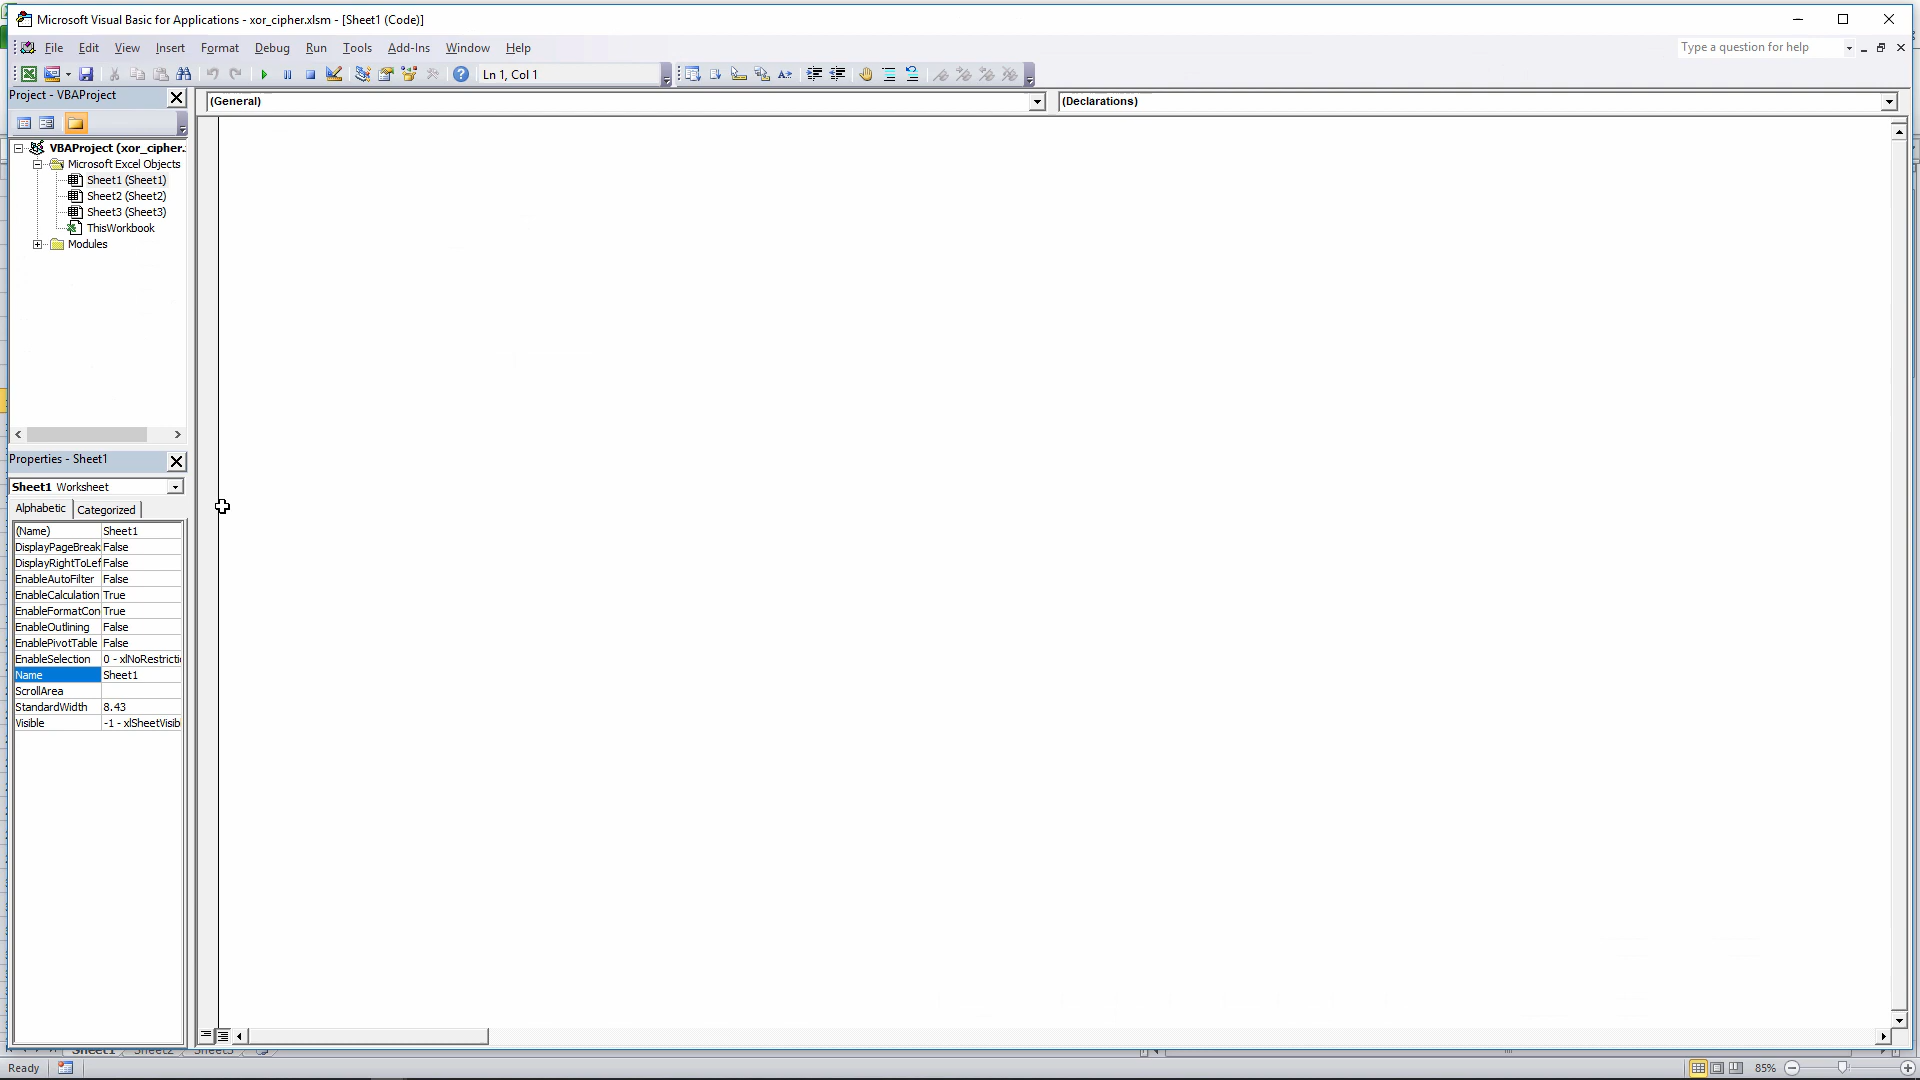 Microsoft Visual Basic for Applications - xor_cipher.xlsm - [Sheet1 (Code)]
File Edit View Insert Format Debug Run Tools Add-Ins Window Help
Type a question for help
Ln 1, Col 1
Project - VBAProject
(General)
(Declarations)
VBAProject (xor_cipher.
Microsoft Excel Objects
Sheet1 (Sheet1)
Sheet2 (Sheet2)
Sheet3 (Sheet3)
ThisWorkbook
Modules
Properties - Sheet1
Sheet1 Worksheet
Alphabetic Categorized
(Name) Sheet1
DisplayPageBreak False
DisplayRightToLef False
EnableAutoFilter False
EnableCalculation True
EnableFormatCon True
EnableOutlining False
EnablePivotTable False
EnableSelection 0 - xlNoRestricti
Name Sheet1
ScrollArea
StandardWidth 8.43
Visible -1 - xlSheetVisib
Sheet1 Sheet2 Sheet3
Ready
85%